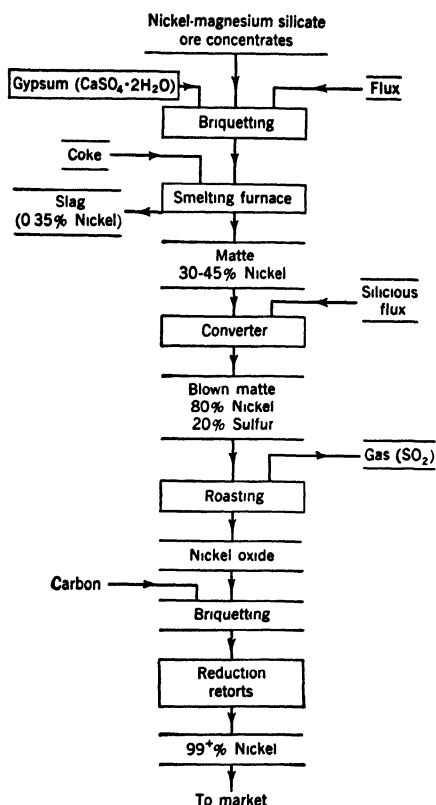 Nickel-magnesium silicate
ore concentrates
Gypsum (CaSO₄·2H₂O)
Flux
Briquetting
Coke
Smelting furnace
Slag
(0 35% Nickel)
Matte
30-45% Nickel
Silicious
flux
Converter
Blown matte
80% Nickel
20% Sulfur
Gas (SO₂)
Roasting
Nickel oxide
Carbon
Briquetting
Reduction
retorts
99⁺% Nickel
To market